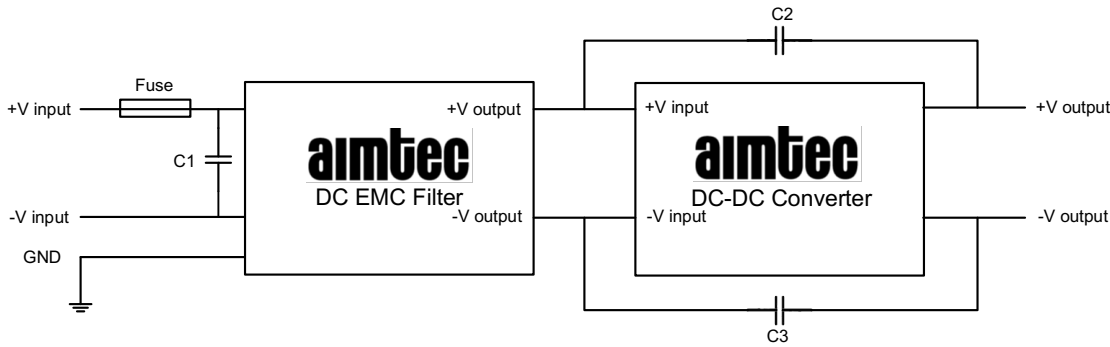 C2
Fuse
+V input
+V output
+V input
+V output
C1
aimtec
DC EMC Filter
aimtec
DC-DC Converter
-V input
-V output
-V input
-V output
GND
C3